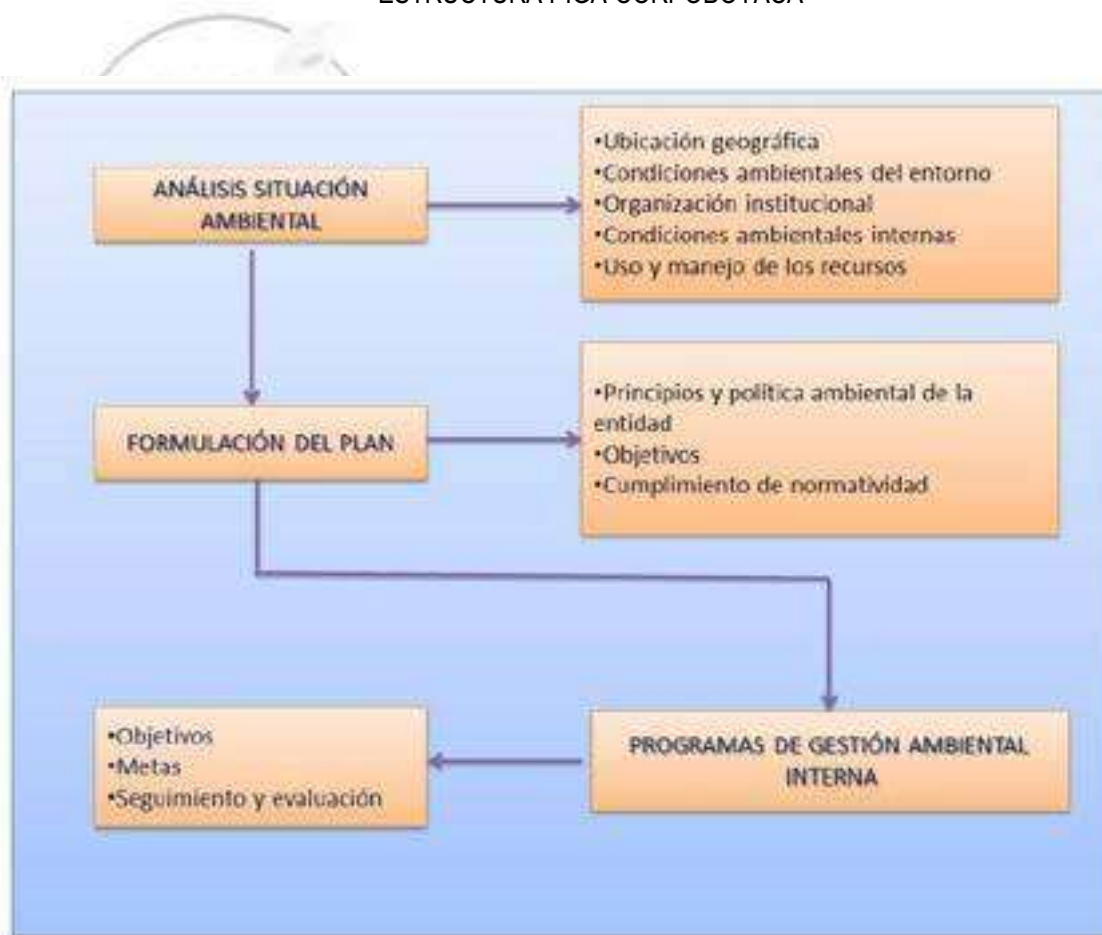 ANÁLISIS SITUACIÓN
AMBIENTAL
•Ubicación geográfica
•Condiciones ambientales del entorno
•Organización institucional
•Condiciones ambientales internas
•Uso y manejo de los recursos
FORMULACIÓN DEL PLAN
•Principios y política ambiental de la
entidad
•Objetivos
•Cumplimiento de normatividad
PROGRAMAS DE GESTIÓN AMBIENTAL
INTERNA
•Objetivos
•Metas
•Seguimiento y evaluación